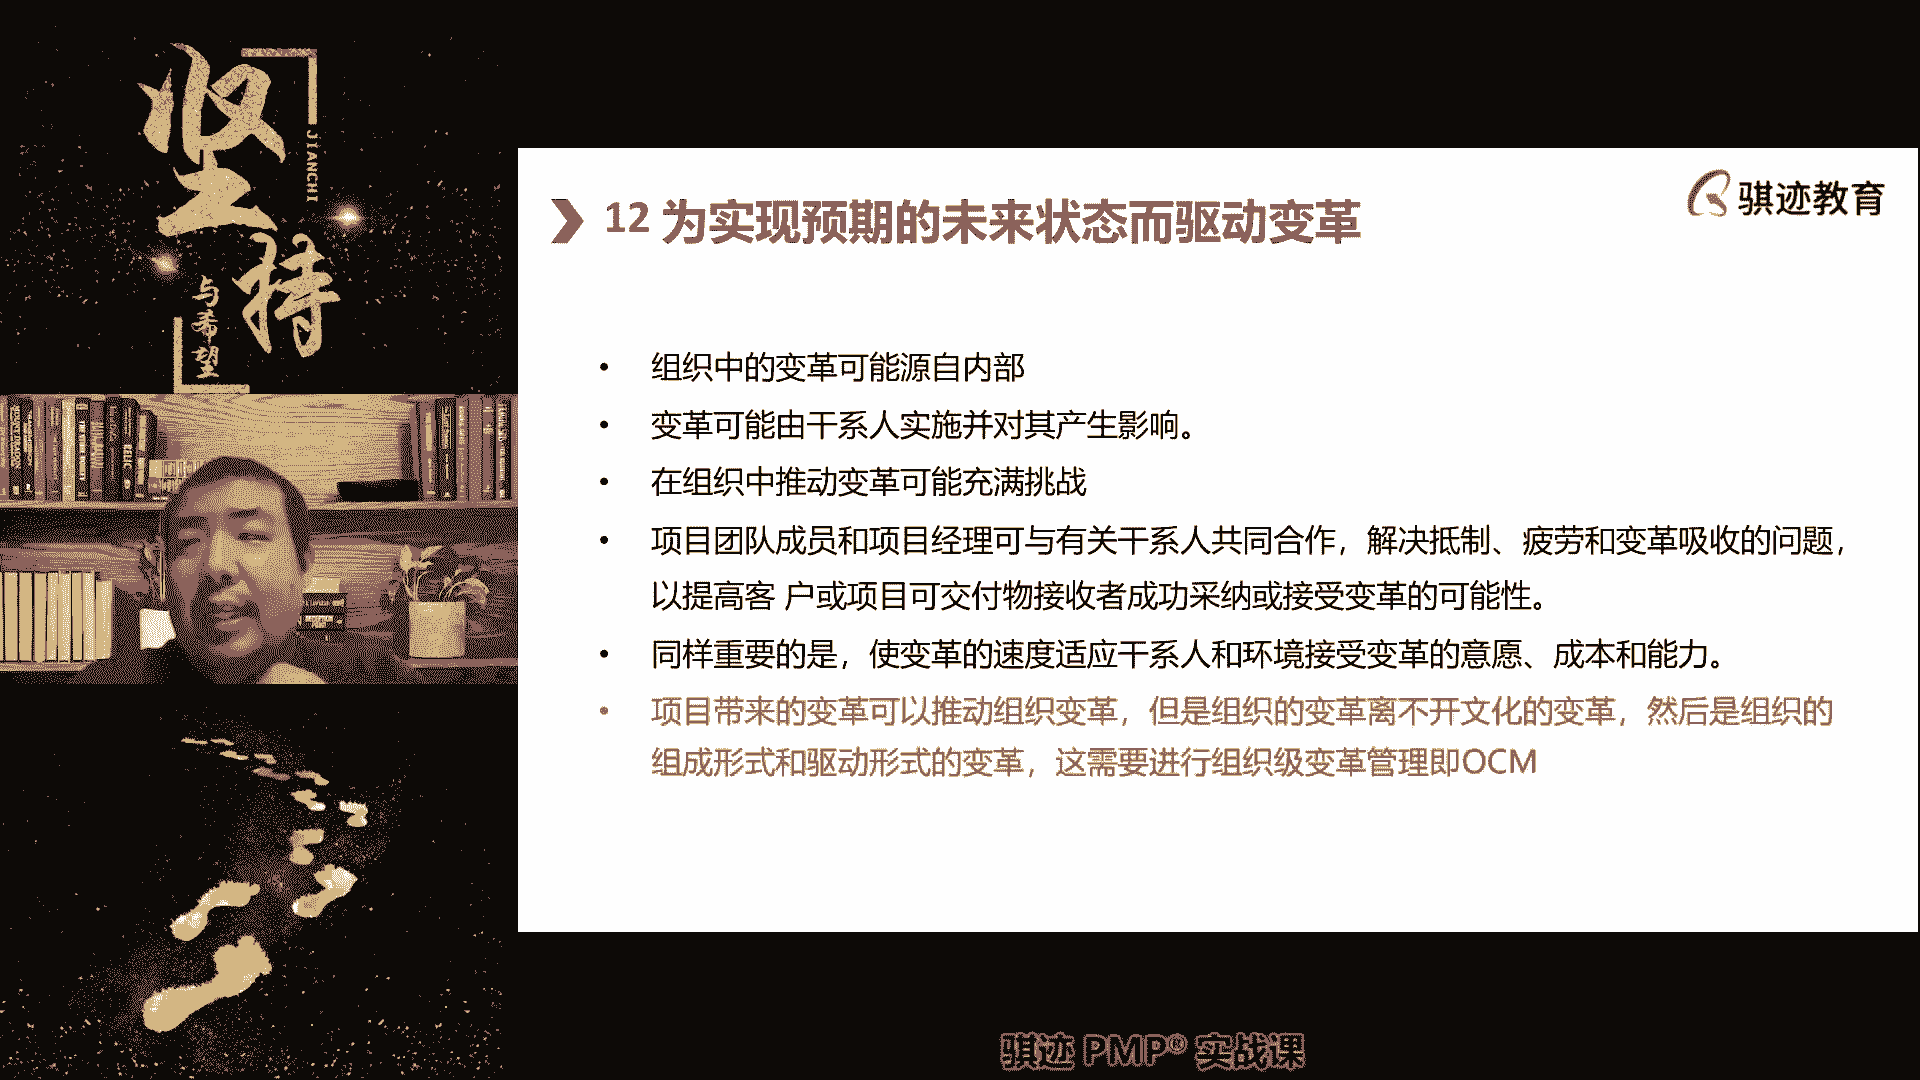 坚持
JIANCHI
与希望
骐迹教育
12 为实现预期的未来状态而驱动变革
• 组织中的变革可能源自内部
• 变革可能由干系人实施并对其产生影响。
• 在组织中推动变革可能充满挑战
• 项目团队成员和项目经理可与有关干系人共同合作，解决抵制、疲劳和变革吸收的问题，
以提高客 户或项目可交付物接收者成功采纳或接受变革的可能性。
• 同样重要的是，使变革的速度适应干系人和环境接受变革的意愿、成本和能力。
• 项目带来的变革可以推动组织变革，但是组织的变革离不开文化的变革，然后是组织的
组成形式和驱动形式的变革，这需要进行组织级变革管理即OCM
骐迹 PMP® 实战课